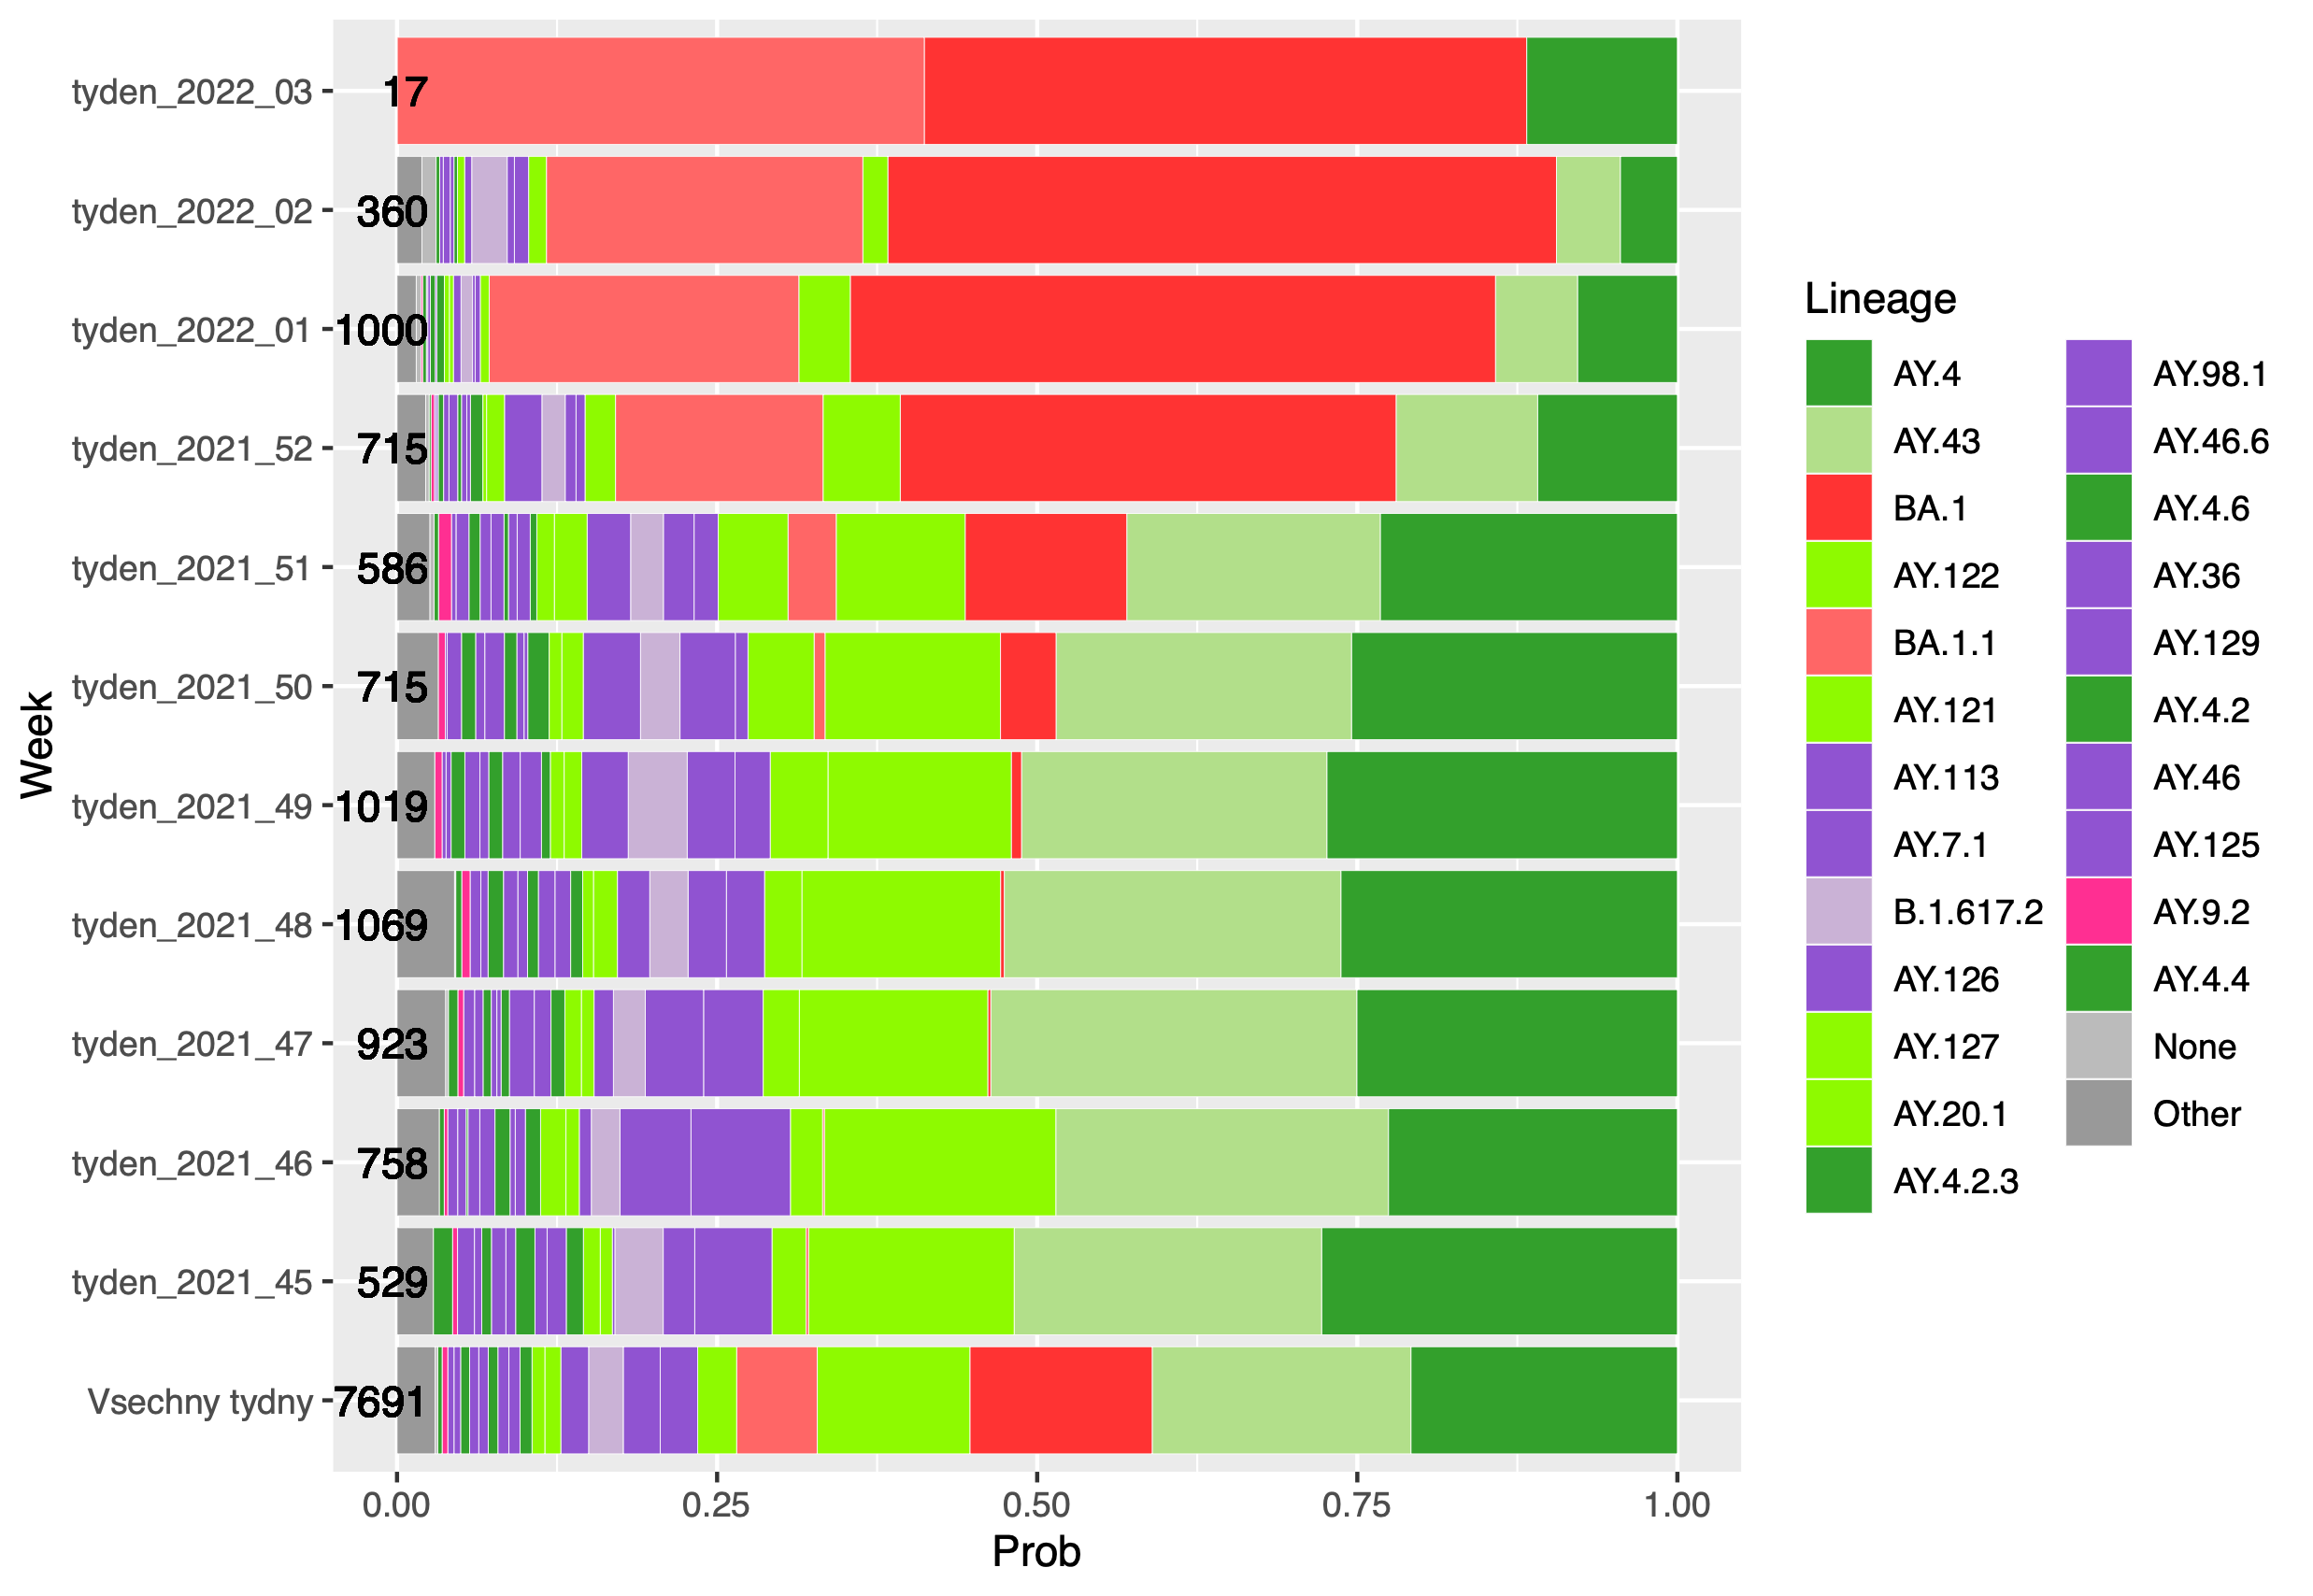 tyden_2022_03
17
tyden_2022_02
360
tyden_2022_01
1000
tyden_2021_52
715
tyden_2021_51
586
tyden_2021_50
715
tyden_2021_49
1019
tyden_2021_48
1069
tyden_2021_47
923
tyden_2021_46
758
tyden_2021_45
529
Vsechny tydny
7691
Week
0.00 0.25 0.50 0.75 1.00
Prob
Lineage
AY.4
AY.43
BA.1
AY.122
BA.1.1
AY.121
AY.113
AY.7.1
B.1.617.2
AY.126
AY.127
AY.20.1
AY.4.2.3
AY.98.1
AY.46.6
AY.4.6
AY.36
AY.129
AY.4.2
AY.46
AY.125
AY.9.2
AY.4.4
None
Other